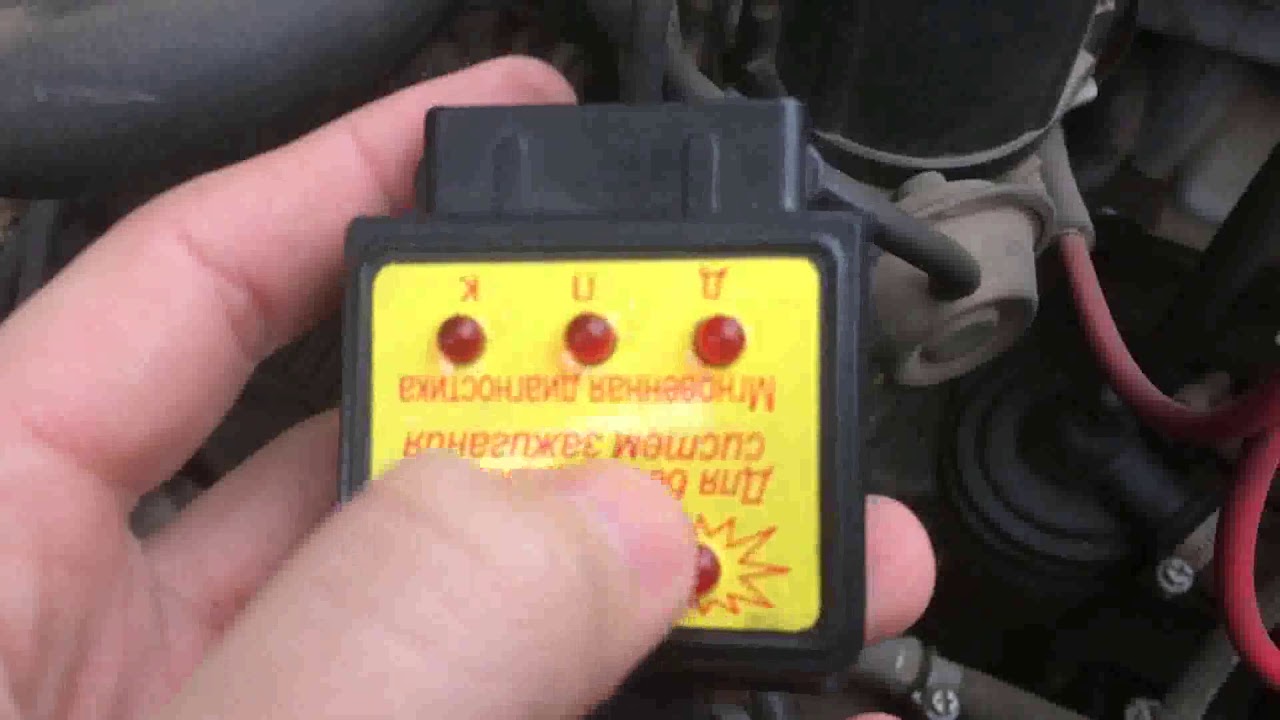 Для
систем зажигания
Мгновенная диагностика
Д П К